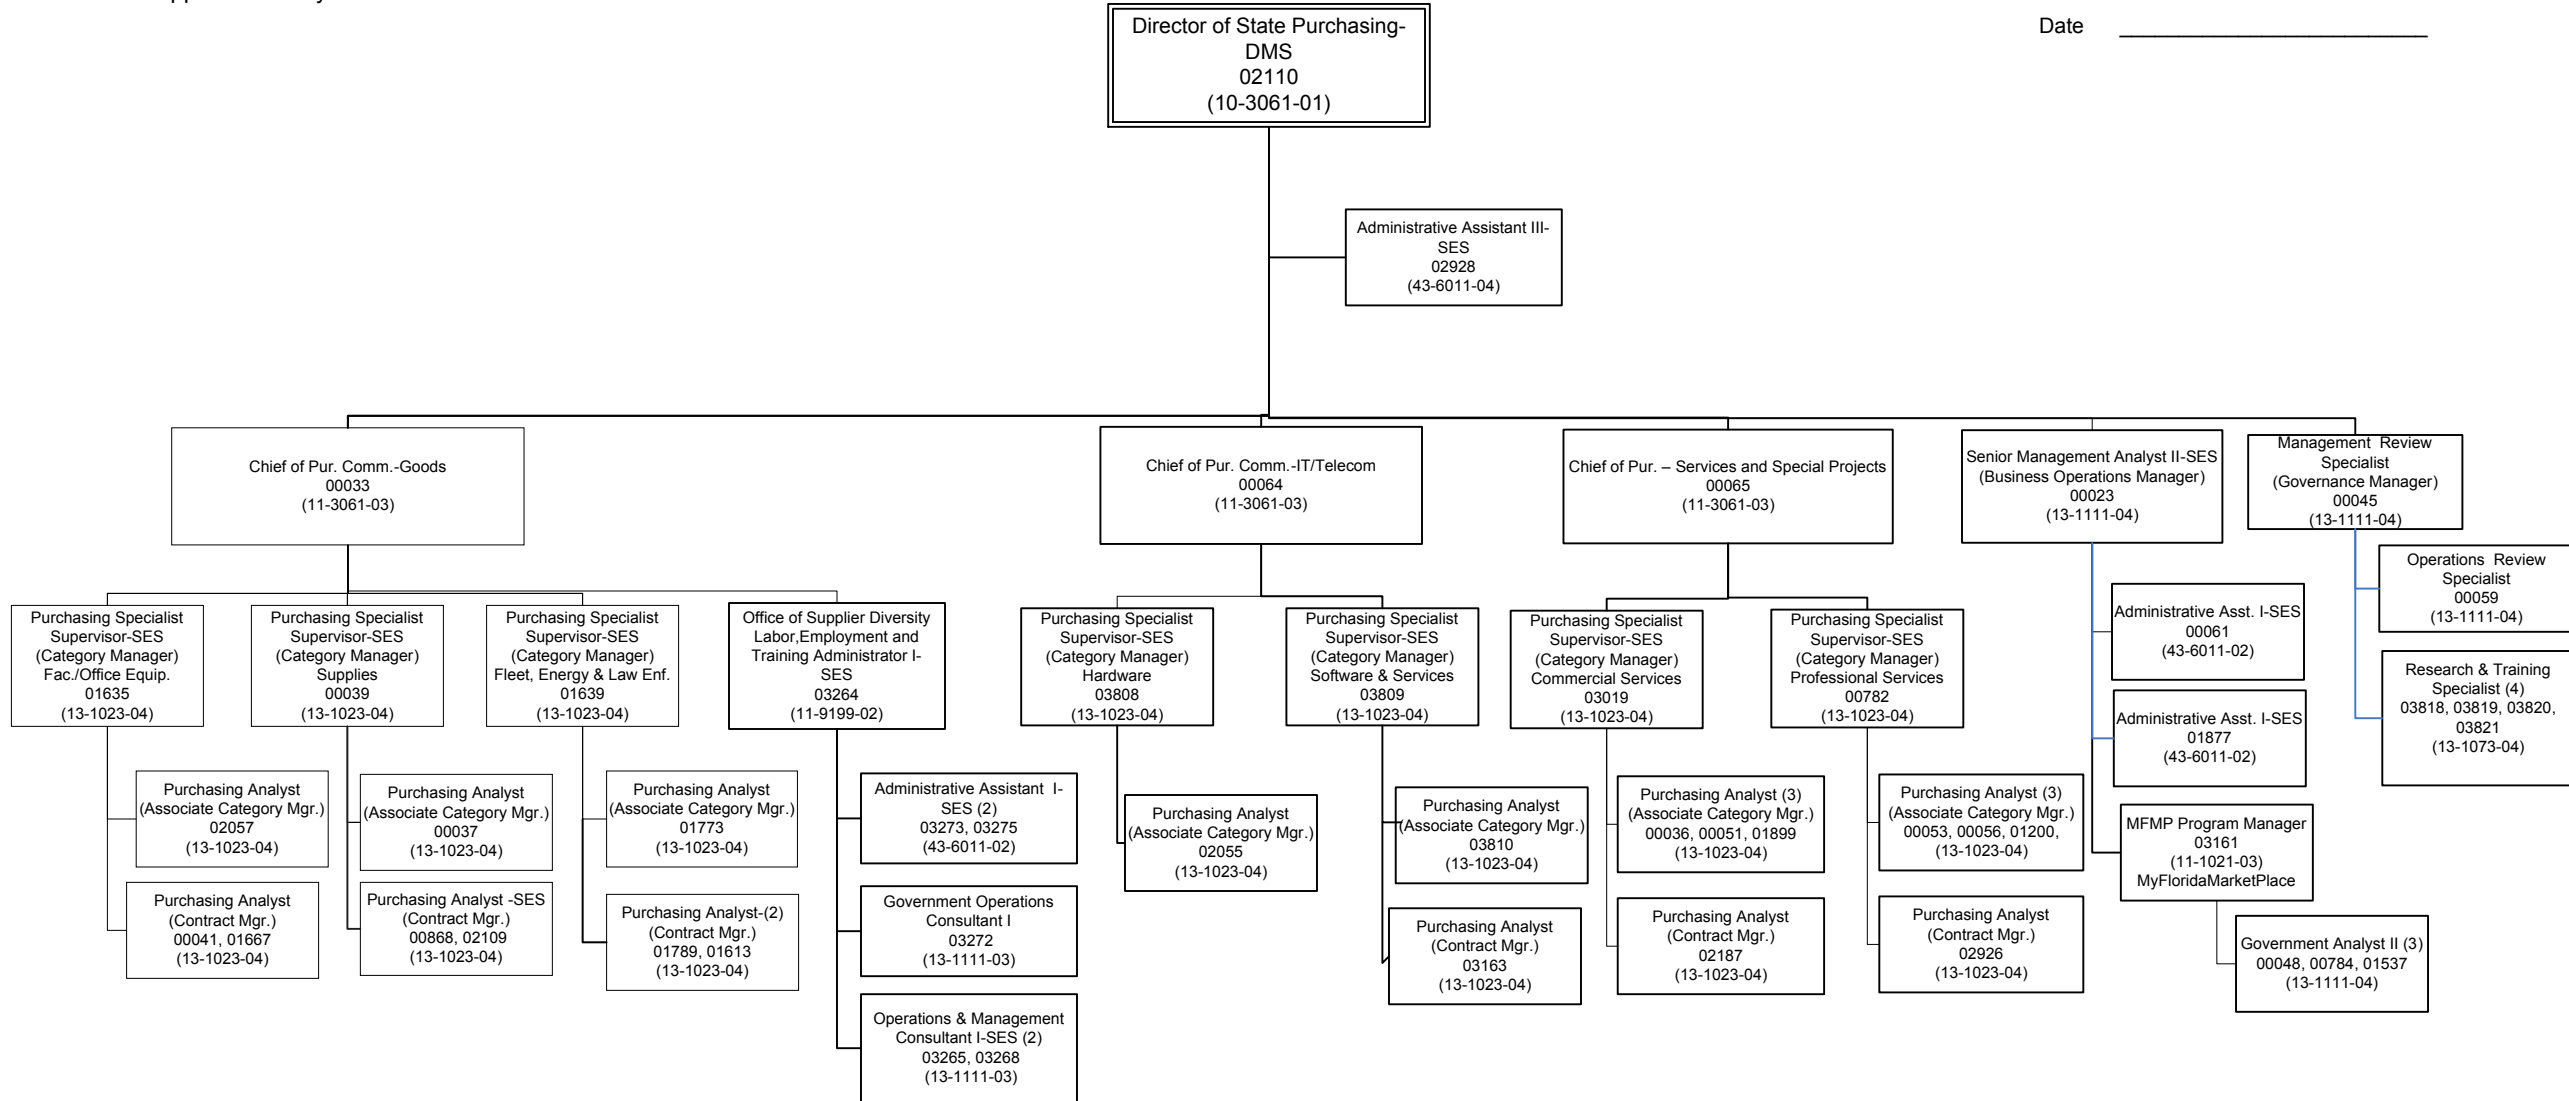 Director of State Purchasing-
DMS
02110
(10-3061-01)
Date
Administrative Assistant III-
SES
02928
(43-6011-04)
Chief of Pur. Comm.-Goods
00033
(11-3061-03)
Chief of Pur. Comm.-IT/Telecom
00064
(11-3061-03)
Chief of Pur. – Services and Special Projects
00065
(11-3061-03)
Senior Management Analyst II-SES
(Business Operations Manager)
00023
(13-1111-04)
Management Review
Specialist
(Governance Manager)
00045
(13-1111-04)
Operations Review
Specialist
00059
(13-1111-04)
Research & Training
Specialist (4)
03818, 03819, 03820,
03821
(13-1073-04)
Purchasing Specialist
Supervisor-SES
(Category Manager)
Fac./Office Equip.
01635
(13-1023-04)
Purchasing Specialist
Supervisor-SES
(Category Manager)
Supplies
00039
(13-1023-04)
Purchasing Specialist
Supervisor-SES
(Category Manager)
Fleet, Energy & Law Enf.
01639
(13-1023-04)
Office of Supplier Diversity
Labor,Employment and
Training Administrator I-
SES
03264
(11-9199-02)
Purchasing Specialist
Supervisor-SES
(Category Manager)
Hardware
03808
(13-1023-04)
Purchasing Specialist
Supervisor-SES
(Category Manager)
Software & Services
03809
(13-1023-04)
Purchasing Specialist
Supervisor-SES
(Category Manager)
Commercial Services
03019
(13-1023-04)
Purchasing Specialist
Supervisor-SES
(Category Manager)
Professional Services
00782
(13-1023-04)
Administrative Asst. I-SES
00061
(43-6011-02)
Administrative Asst. I-SES
01877
(43-6011-02)
MFMP Program Manager
03161
(11-1021-03)
MyFloridaMarketPlace
Government Analyst II (3)
00048, 00784, 01537
(13-1111-04)
Purchasing Analyst
(Associate Category Mgr.)
02057
(13-1023-04)
Purchasing Analyst
(Contract Mgr.)
00041, 01667
(13-1023-04)
Purchasing Analyst
(Associate Category Mgr.)
00037
(13-1023-04)
Purchasing Analyst -SES
(Contract Mgr.)
00868, 02109
(13-1023-04)
Purchasing Analyst
(Associate Category Mgr.)
01773
(13-1023-04)
Purchasing Analyst-(2)
(Contract Mgr.)
01789, 01613
(13-1023-04)
Administrative Assistant I-
SES (2)
03273, 03275
(43-6011-02)
Government Operations
Consultant I
03272
(13-1111-03)
Operations & Management
Consultant I-SES (2)
03265, 03268
(13-1111-03)
Purchasing Analyst
(Associate Category Mgr.)
02055
(13-1023-04)
Purchasing Analyst
(Associate Category Mgr.)
03810
(13-1023-04)
Purchasing Analyst
(Contract Mgr.)
03163
(13-1023-04)
Purchasing Analyst (3)
(Associate Category Mgr.)
00036, 00051, 01899
(13-1023-04)
Purchasing Analyst
(Contract Mgr.)
02187
(13-1023-04)
Purchasing Analyst (3)
(Associate Category Mgr.)
00053, 00056, 01200,
(13-1023-04)
Purchasing Analyst
(Contract Mgr.)
02926
(13-1023-04)